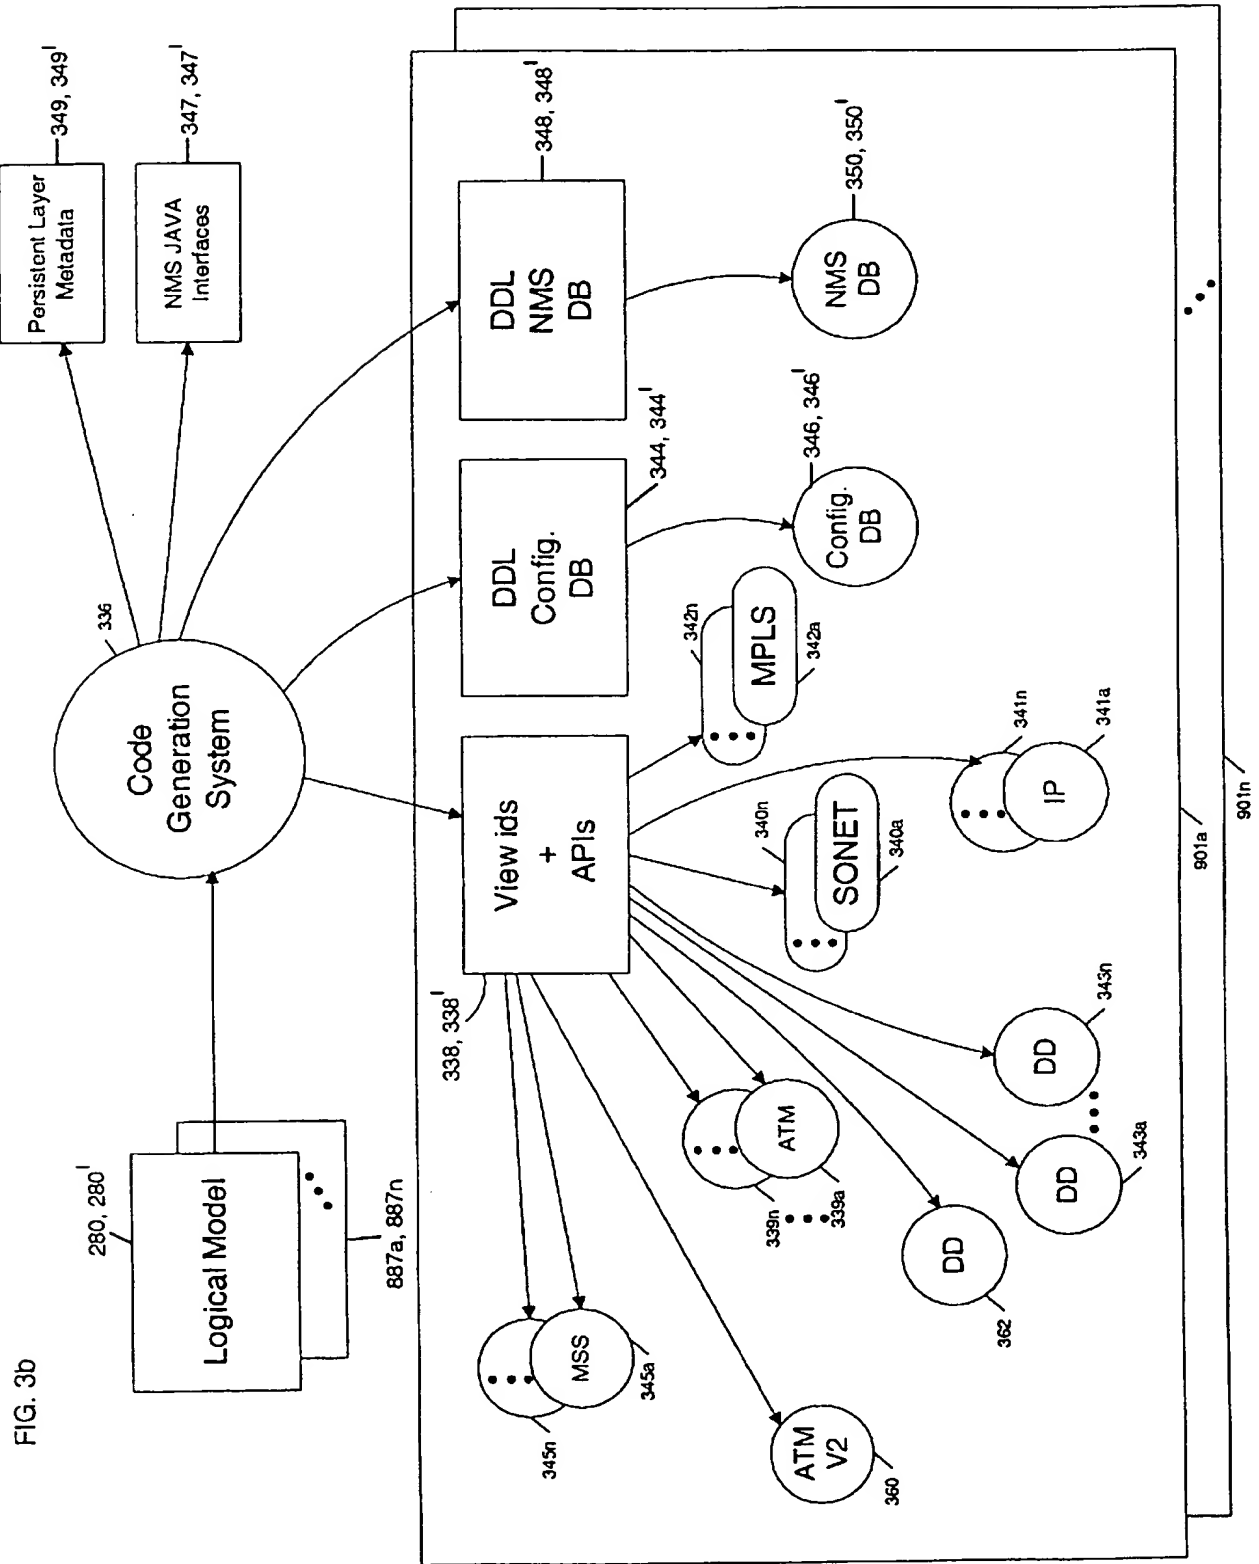 FIG. 3b
280, 280'
Logical Model
887a, 887n
336
Code
Generation
System
Persistent Layer
Metadata
349, 349'
NMS JAVA
Interfaces
347, 347'
338, 338'
View ids
+
APIs
DDL
Config.
DB
344, 344'
DDL
NMS
DB
348, 348'
345n
MSS
345a
ATM
V2
360
339n
ATM
339a
DD
362
DD
343a
DD
343n
340n
SONET
340a
342n
MPLS
342a
341n
IP
341a
Config.
DB
346, 346'
NMS
DB
350, 350'
901a
901n